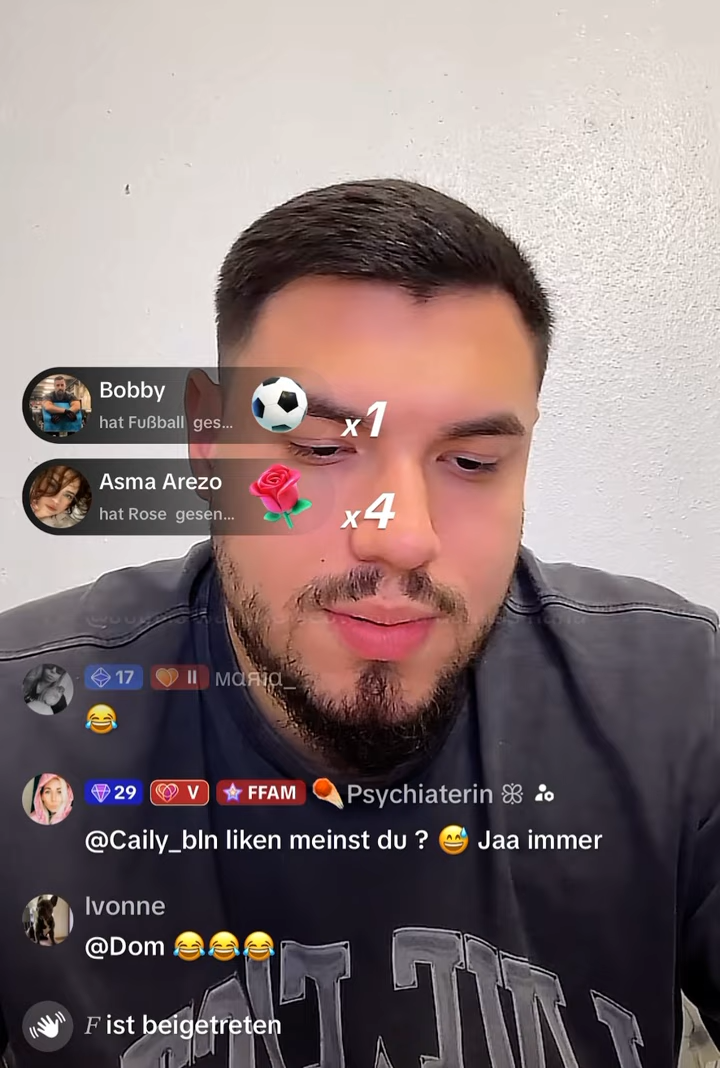 Bobby
hat Fußball ges...
x1
Asma Arezo
hat Rose gesen...
x4
17 II мαяια_
😂
29 V FFAM Psychiaterin
@Caily_bln liken meinst du ? 😅 Jaa immer
Ivonne
@Dom 😂😂😂
F ist beigetreten